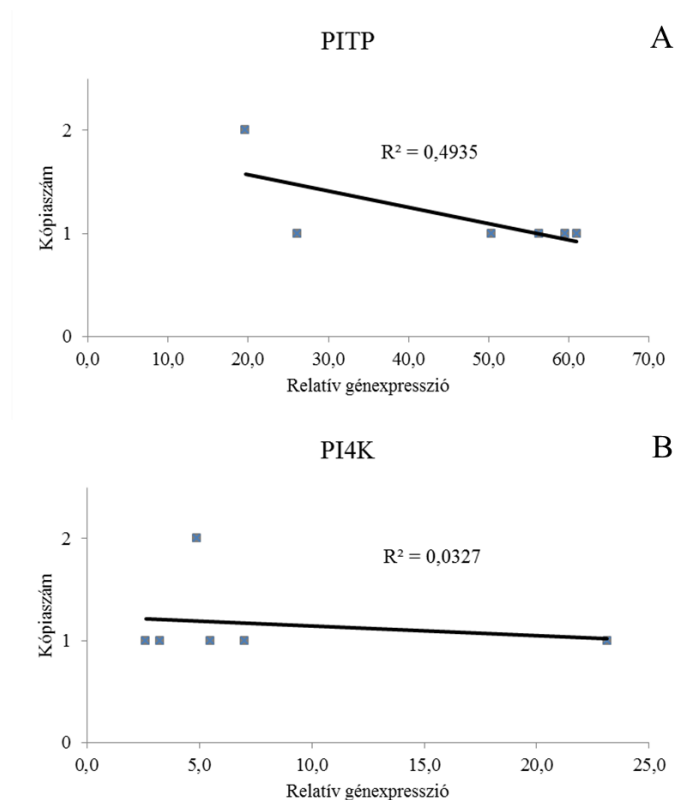 PITP
A
2
R² = 0,4935
Kópiaszám
1
0
0,0 10,0 20,0 30,0 40,0 50,0 60,0 70,0
Relatív génexpresszió
PI4K
B
2
R² = 0,0327
Kópiaszám
1
0
0,0 5,0 10,0 15,0 20,0 25,0
Relatív génexpresszió